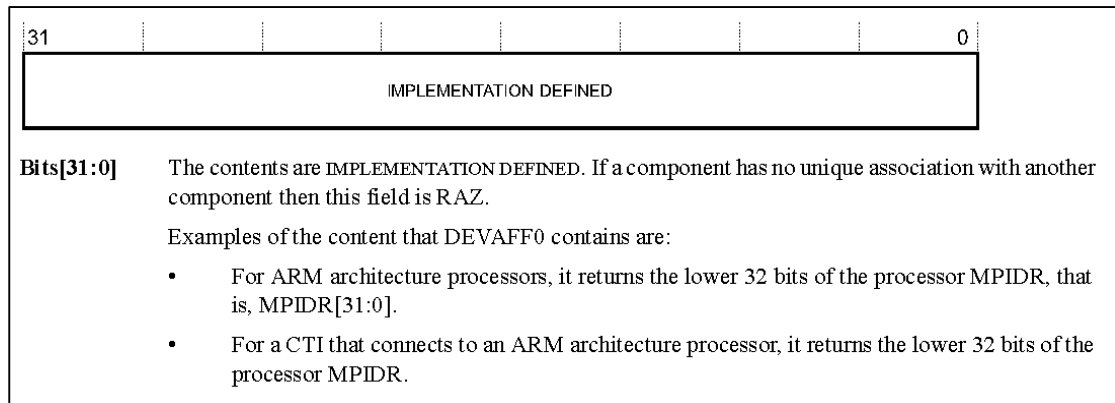 31 0
IMPLEMENTATION DEFINED
Bits[31:0] The contents are IMPLEMENTATION DEFINED. If a component has no unique association with another
component then this field is RAZ.
Examples of the content that DEVAFF0 contains are:
• For ARM architecture processors, it returns the lower 32 bits of the processor MPIDR, that
is, MPIDR[31:0].
• For a CTI that connects to an ARM architecture processor, it returns the lower 32 bits of the
processor MPIDR.